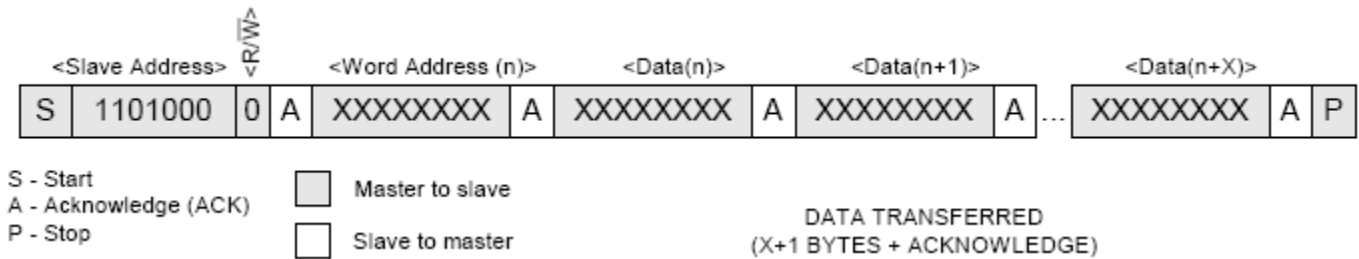 <Slave Address> <R/W̅> <Word Address (n)> <Data(n)> <Data(n+1)> <Data(n+X)>
S 1101000 0 A XXXXXXXX A XXXXXXXX A XXXXXXXX A ... XXXXXXXX A P
S - Start
A - Acknowledge (ACK)
P - Stop
Master to slave
Slave to master
DATA TRANSFERRED
(X+1 BYTES + ACKNOWLEDGE)